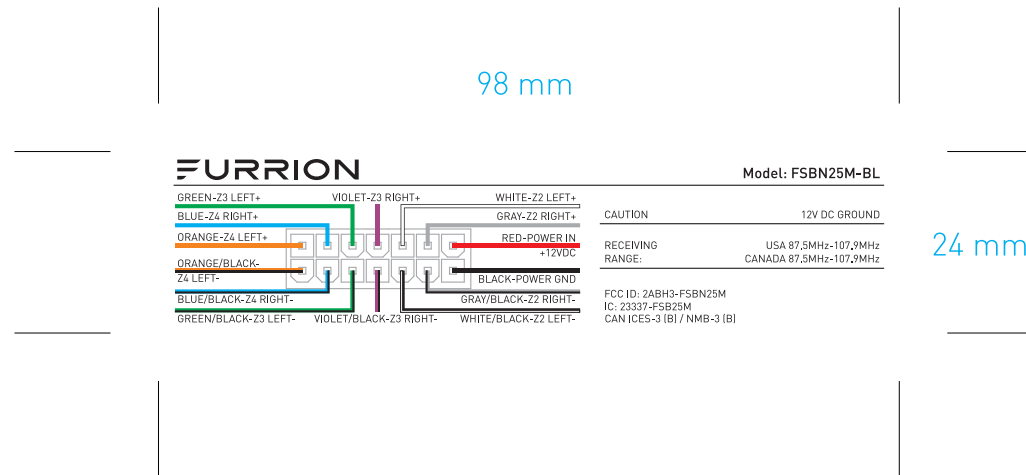 98 mm
FURRION
Model: FSBN25M-BL
GREEN-Z3 LEFT+
VIOLET-Z3 RIGHT+
WHITE-Z2 LEFT+
BLUE-Z4 RIGHT+
GRAY-Z2 RIGHT+
ORANGE-Z4 LEFT+
RED-POWER IN
+12VDC
ORANGE/BLACK-
Z4 LEFT-
BLACK-POWER GND
BLUE/BLACK-Z4 RIGHT-
GRAY/BLACK-Z2 RIGHT-
GREEN/BLACK-Z3 LEFT-
VIOLET/BLACK-Z3 RIGHT-
WHITE/BLACK-Z2 LEFT-
CAUTION 12V DC GROUND
RECEIVING USA 87.5MHz-107.9MHz
RANGE: CANADA 87.5MHz-107.9MHz
FCC ID: 2ABH3-FSBN25M
IC: 23337-FSB25M
CAN ICES-3 (B) / NMB-3 (B)
24 mm